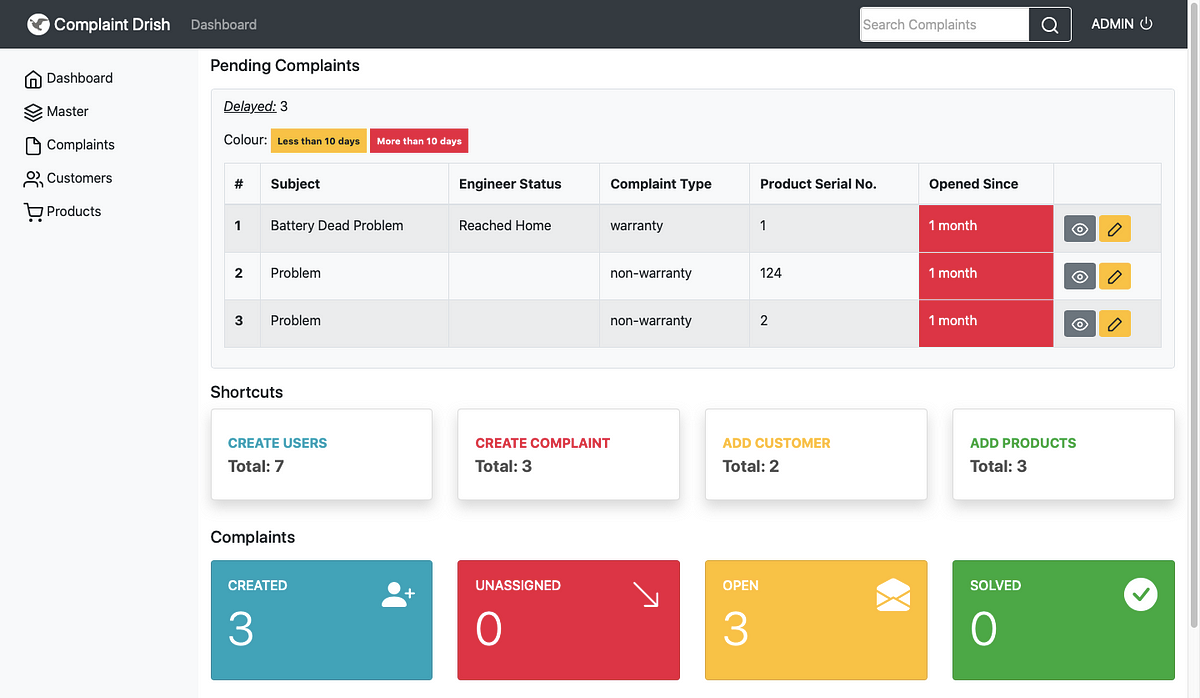 Complaint Drish Dashboard Search Complaints ADMIN
Dashboard
Master
Complaints
Customers
Products
Pending Complaints
Delayed: 3
Colour: Less than 10 days More than 10 days
# Subject Engineer Status Complaint Type Product Serial No. Opened Since
1 Battery Dead Problem Reached Home warranty 1 1 month
2 Problem non-warranty 124 1 month
3 Problem non-warranty 2 1 month
Shortcuts
CREATE USERS CREATE COMPLAINT ADD CUSTOMER ADD PRODUCTS
Total: 7 Total: 3 Total: 2 Total: 3
Complaints
CREATED UNASSIGNED OPEN SOLVED
3 0 3 0